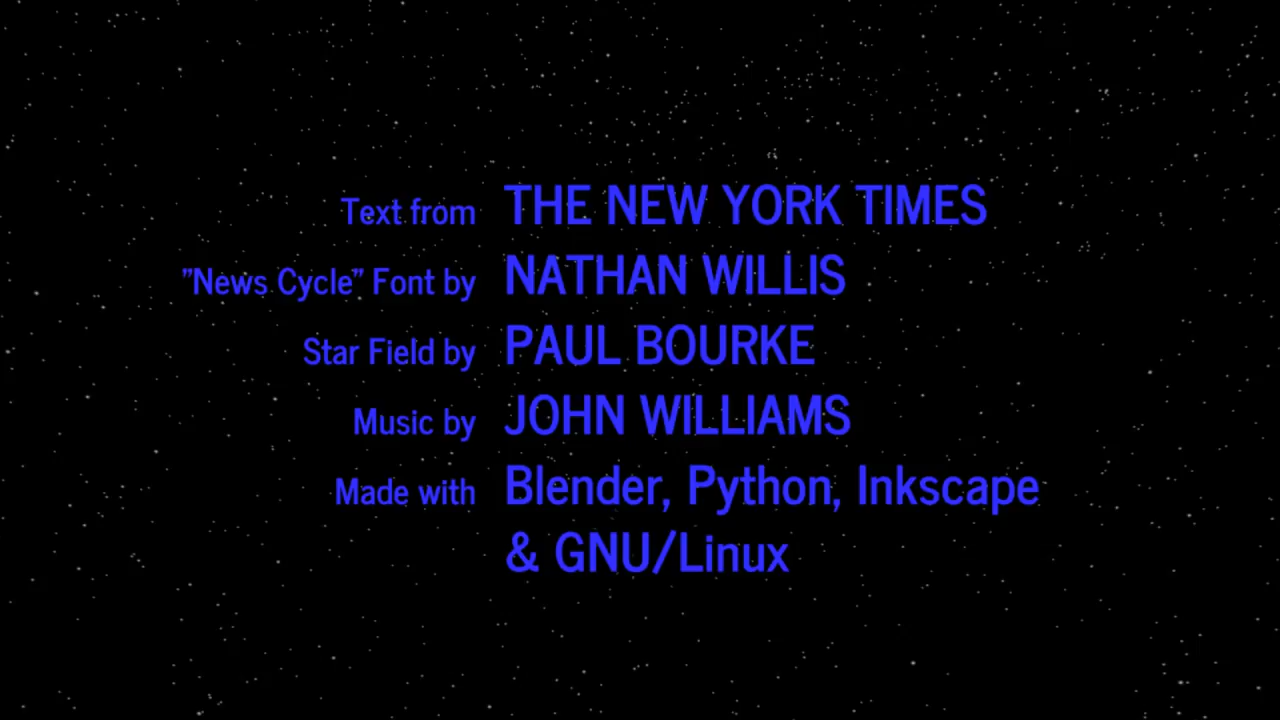 Text from THE NEW YORK TIMES
"News Cycle" Font by NATHAN WILLIS
Star Field by PAUL BOURKE
Music by JOHN WILLIAMS
Made with Blender, Python, Inkscape
& GNU/Linux